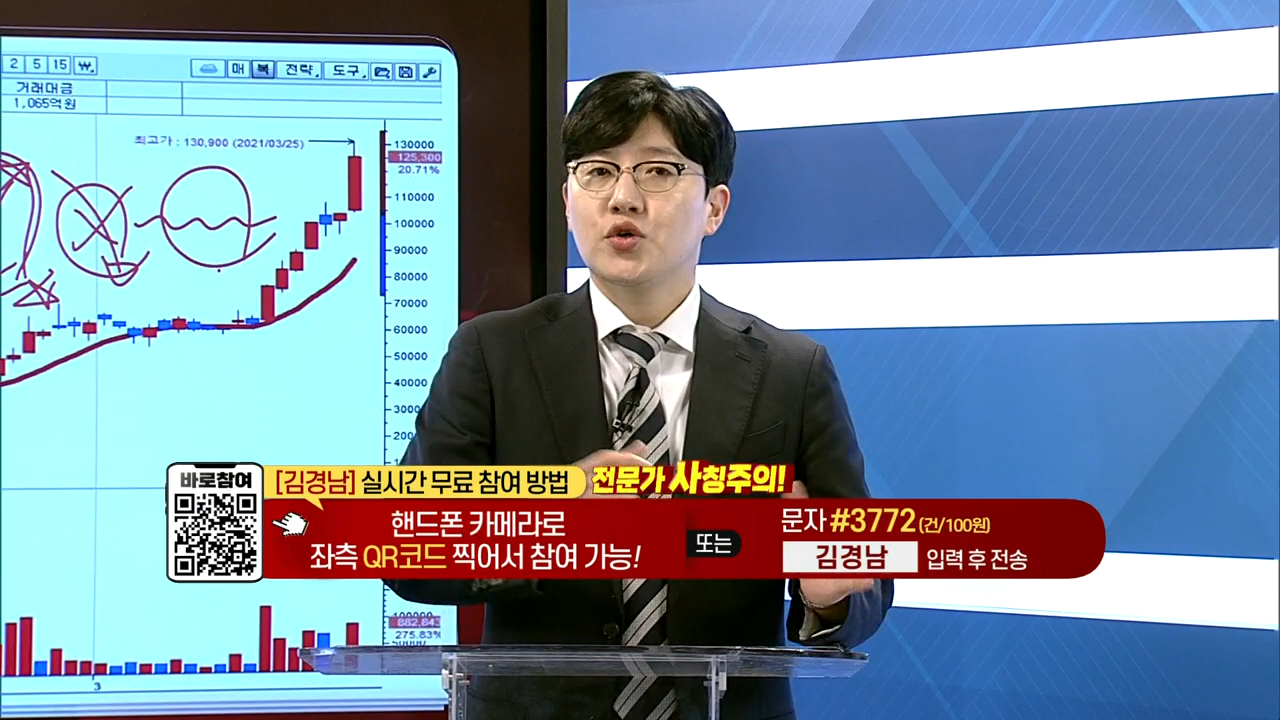 2 5 15 ₩
매 복 전략 도구
거래대금
1,065억원
최고가 : 130,900 (2021/03/25)
130000
125,300
20.71%
110000
100000
90000
80000
70000
60000
50000
40000
바로참여
[김경남] 실시간 무료 참여 방법
전문가 사칭주의!
핸드폰 카메라로
좌측 QR코드 찍어서 참여 가능!
또는
문자 #3772 (건/100원)
김경남 입력 후 전송
100000
882,643
275.83%
3